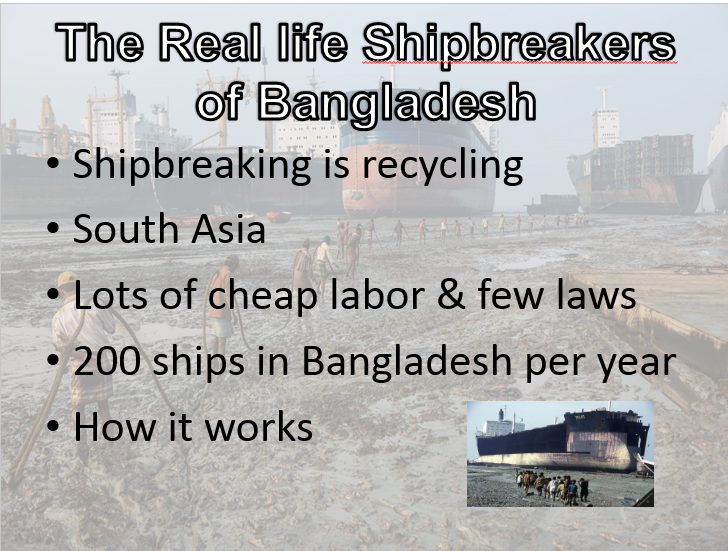 The Real life Shipbreakers
of Bangladesh
• Shipbreaking is recycling
• South Asia
• Lots of cheap labor & few laws
• 200 ships in Bangladesh per year
• How it works